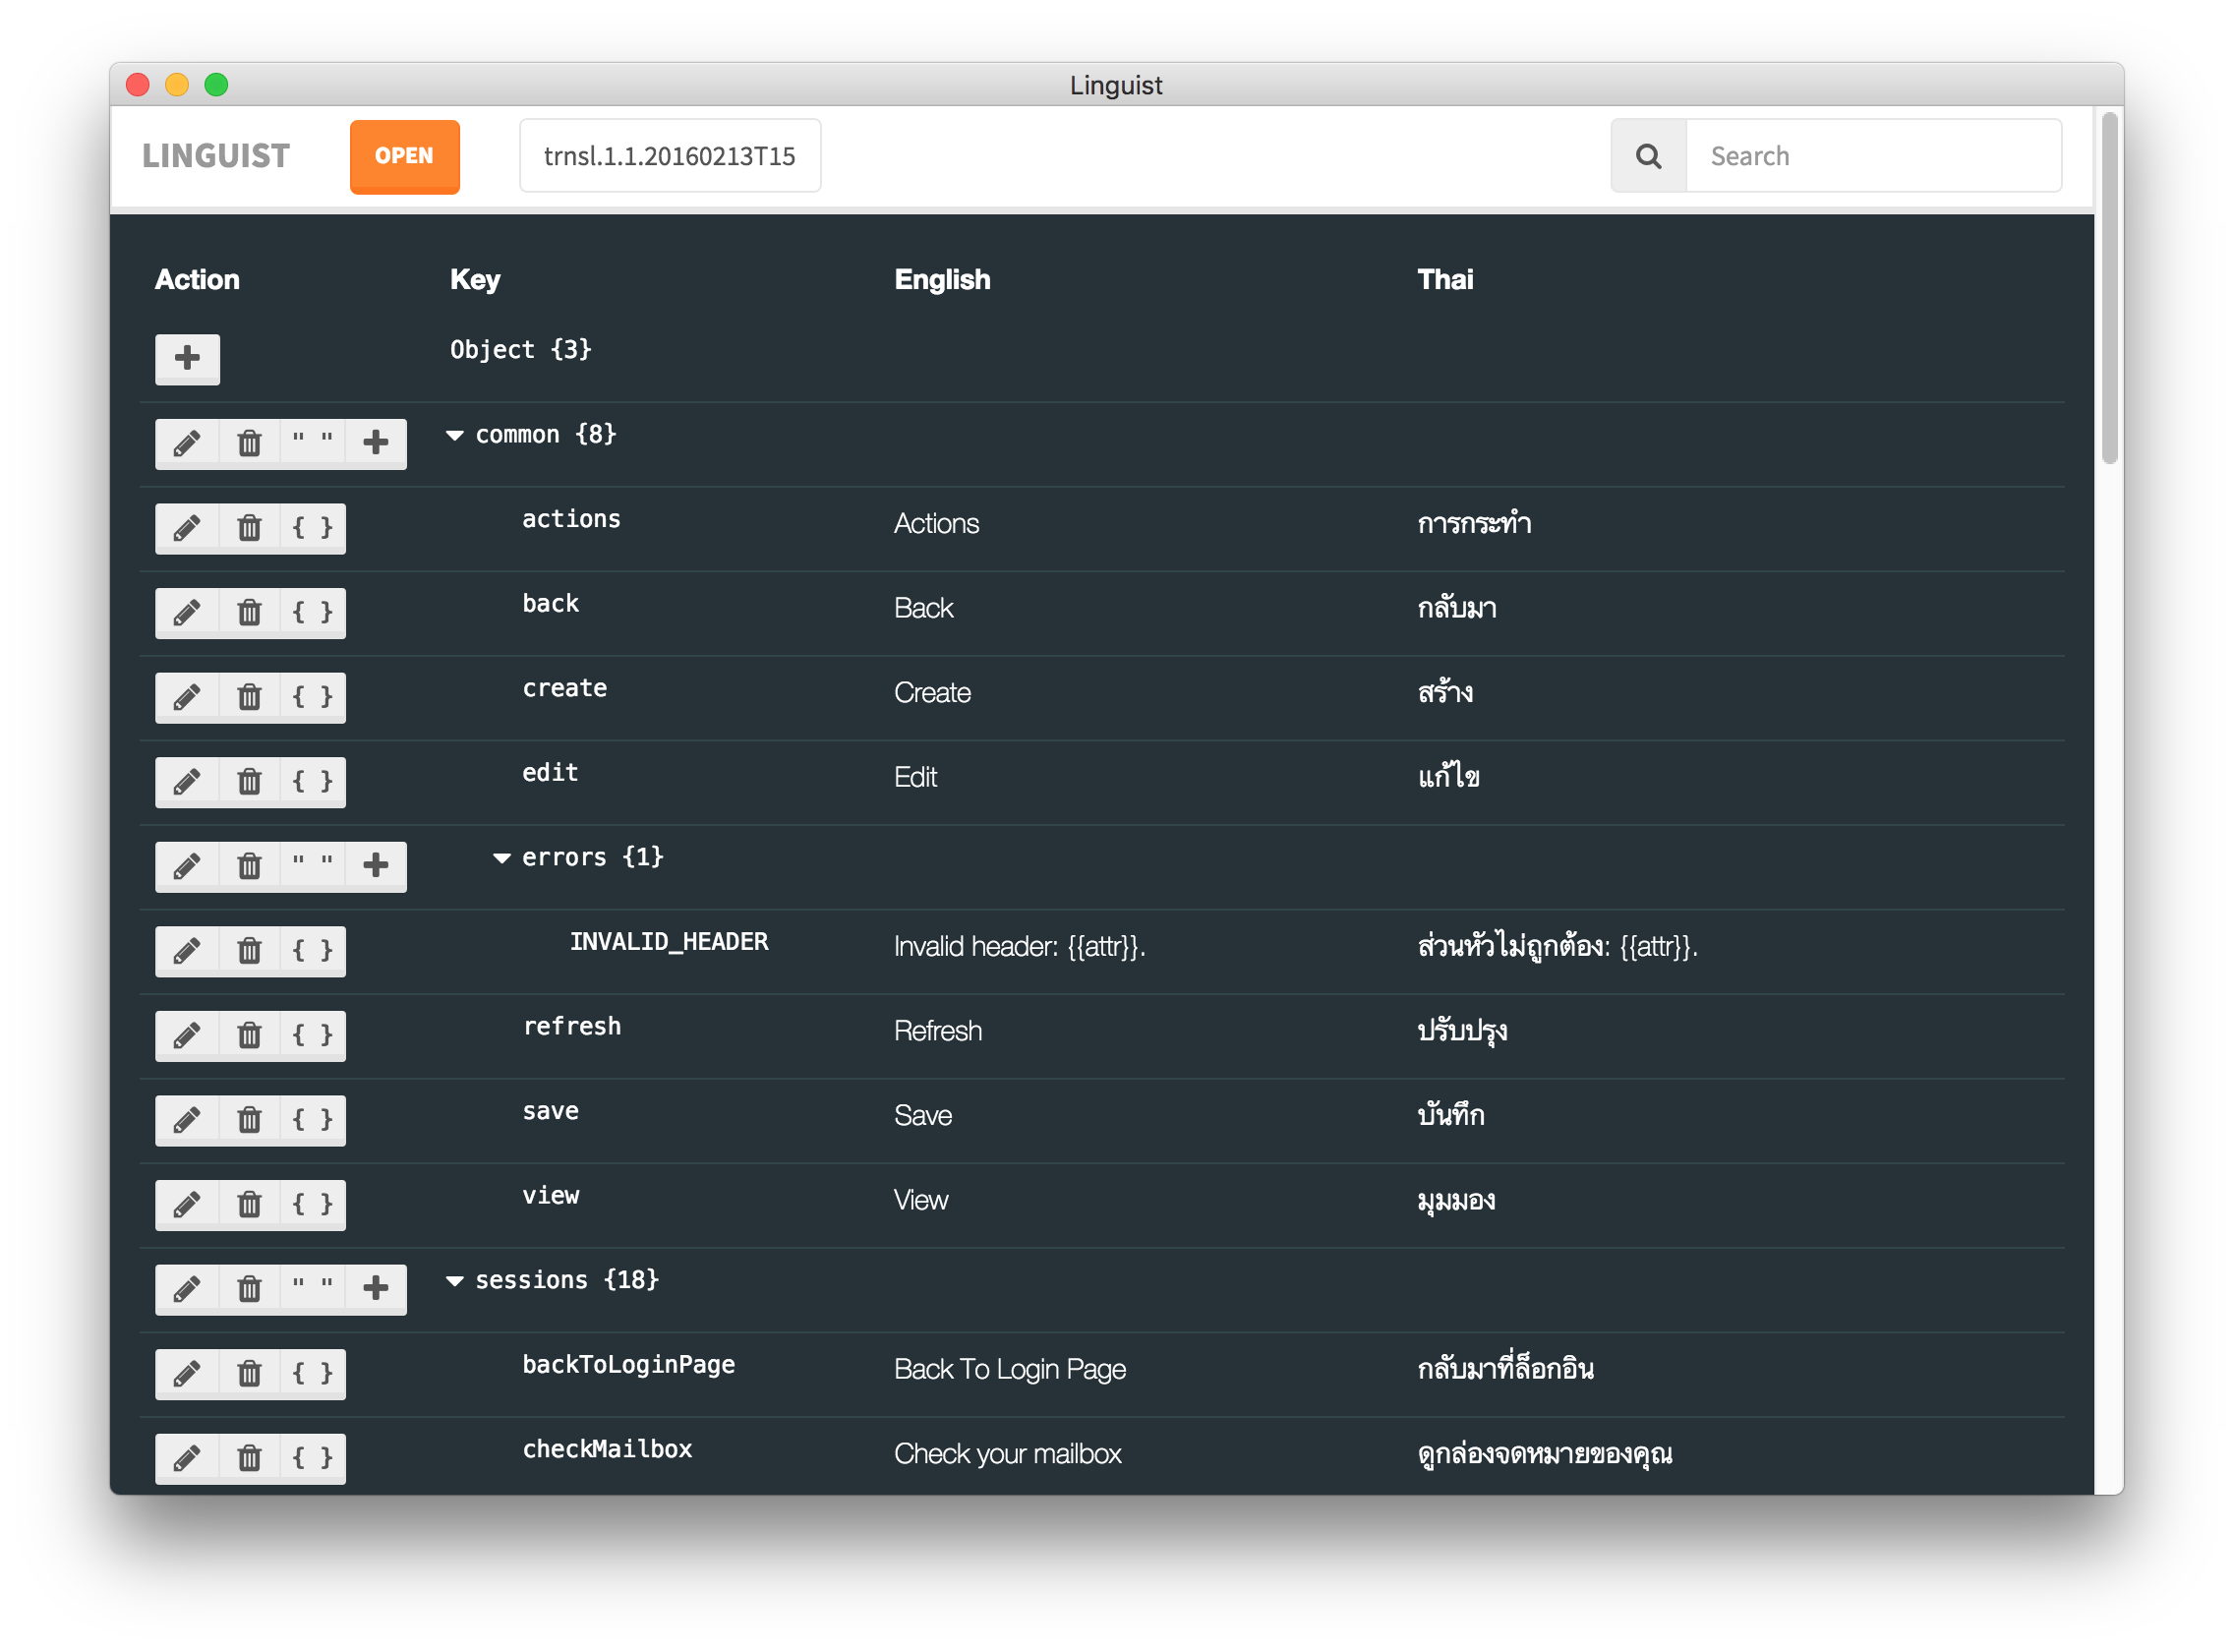 Linguist
LINGUIST OPEN trnsl.1.1.20160213T15 Search
Action Key English Thai
Object {3}
" " common {8}
{ } actions Actions การกระทำ
{ } back Back กลับมา
{ } create Create สร้าง
{ } edit Edit แก้ไข
" " errors {1}
{ } INVALID_HEADER Invalid header: {{attr}}. ส่วนหัวไม่ถูกต้อง: {{attr}}.
{ } refresh Refresh ปรับปรุง
{ } save Save บันทึก
{ } view View มุมมอง
" " sessions {18}
{ } backToLoginPage Back To Login Page กลับมาที่ล็อกอิน
{ } checkMailbox Check your mailbox ดูกล่องจดหมายของคุณ